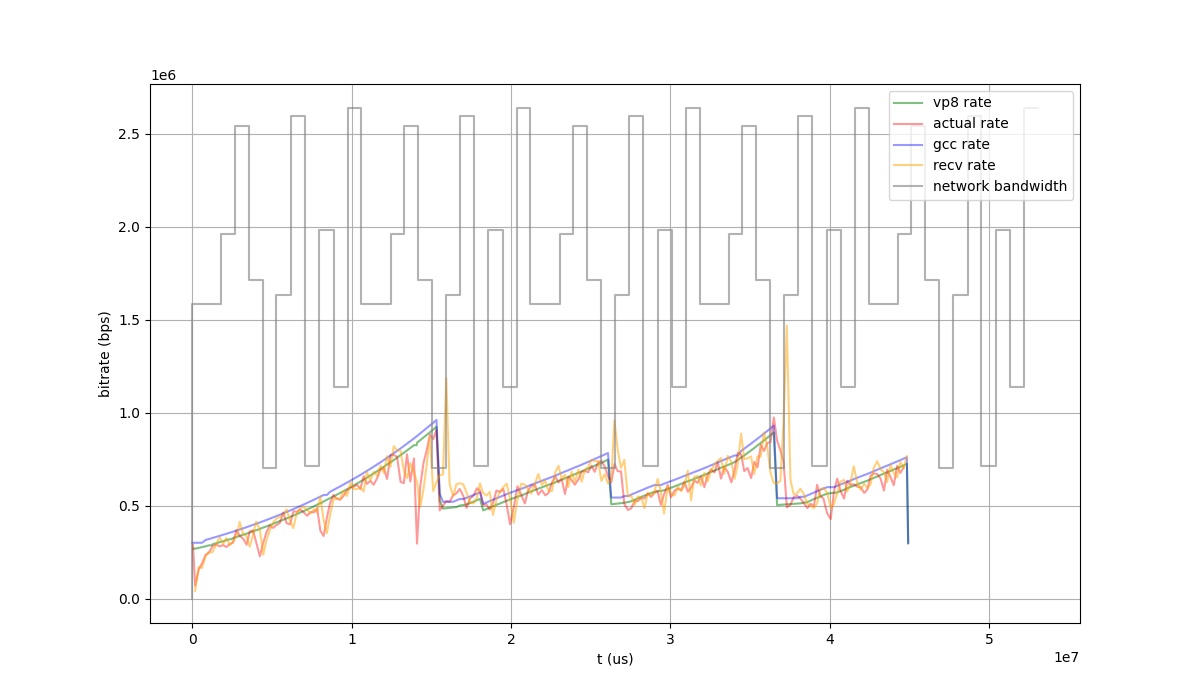 1e6
vp8 rate
actual rate
gcc rate
recv rate
network bandwidth
bitrate (bps)
2.5
2.0
1.5
1.0
0.5
0.0
0 1 2 3 4 5
t (us)
1e7